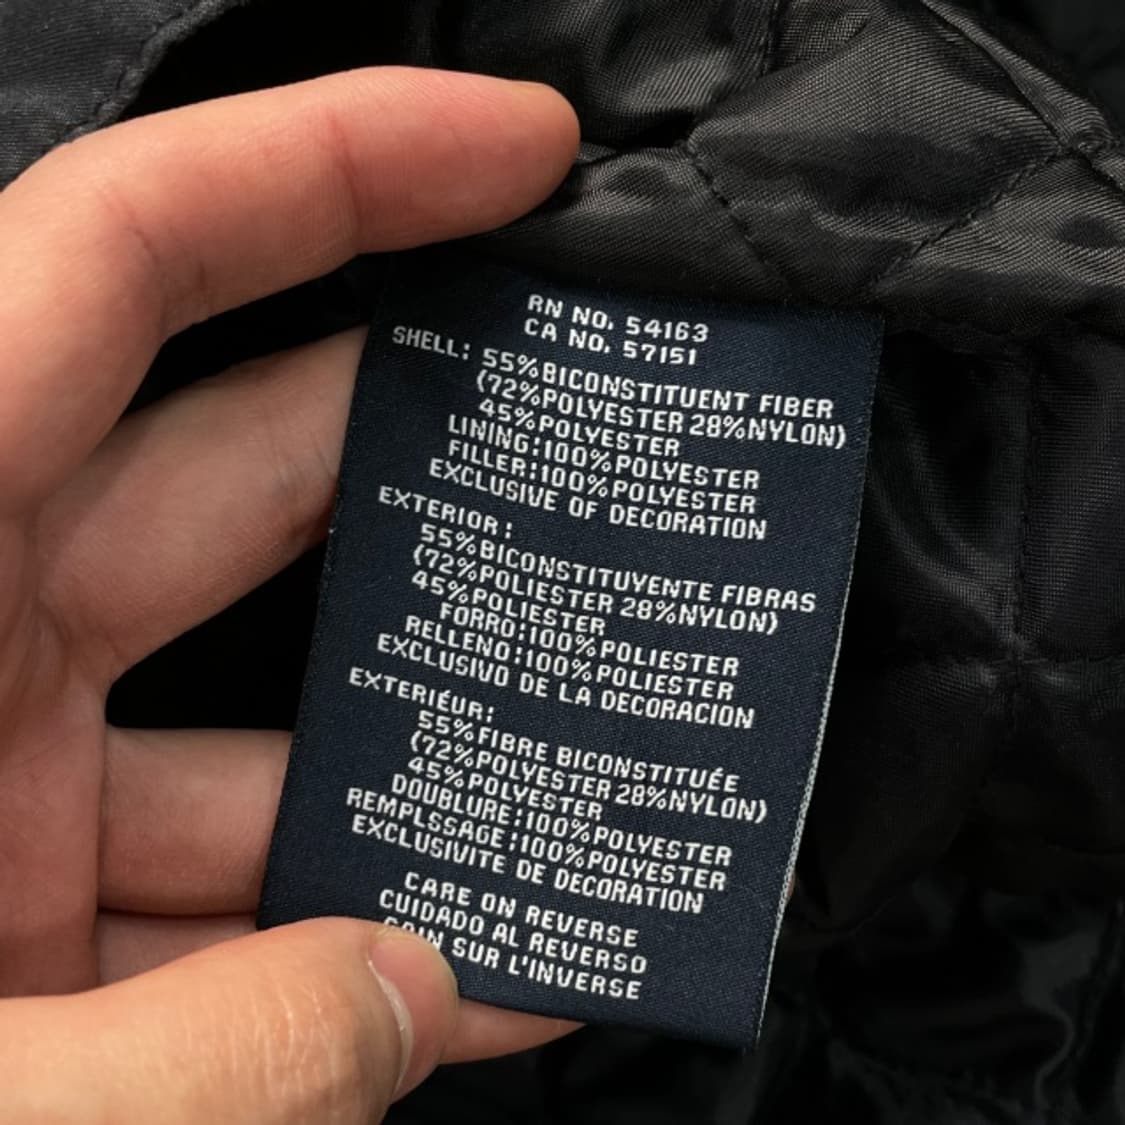 RN NO. 54163
CA NO. 57151
SHELL: 55%BICONSTITUENT FIBER
(72%POLYESTER 28%NYLON)
45%POLYESTER
LINING:100%POLYESTER
FILLER:100%POLYESTER
EXCLUSIVE OF DECORATION
EXTERIOR:
55%BICONSTITUYENTE FIBRAS
(72%POLIESTER 28%NYLON)
45%POLIESTER
FORRO:100%POLIESTER
RELLENO:100%POLIESTER
EXCLUSIVO DE LA DECORACION
EXTERIÉUR:
55%FIBRE BICONSTITUÉE
(72%POLYESTER 28%NYLON)
45%POLYESTER
DOUBLURE:100%POLYESTER
REMPLSSAGE:100%POLYESTER
EXCLUSIVITE DE DECORATION
CARE ON REVERSE
CUIDADO AL REVERSO
SUR L'INVERSE